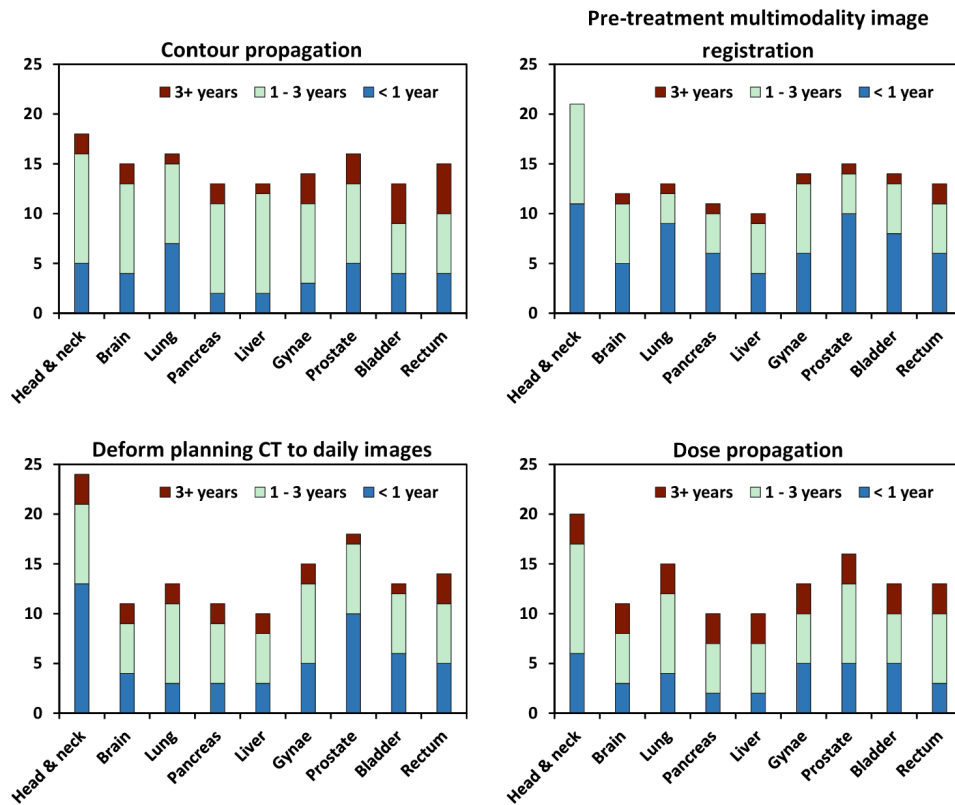 Contour propagation
25
20
15
10
5
0
3+ years 1 - 3 years < 1 year
Head & neck Brain Lung Pancreas Liver Gynae Prostate Bladder Rectum
Pre-treatment multimodality image
registration
25
20
15
10
5
0
3+ years 1 - 3 years < 1 year
Head & neck Brain Lung Pancreas Liver Gynae Prostate Bladder Rectum
Deform planning CT to daily images
25
20
15
10
5
0
3+ years 1 - 3 years < 1 year
Head & neck Brain Lung Pancreas Liver Gynae Prostate Bladder Rectum
Dose propagation
25
20
15
10
5
0
3+ years 1 - 3 years < 1 year
Head & neck Brain Lung Pancreas Liver Gynae Prostate Bladder Rectum